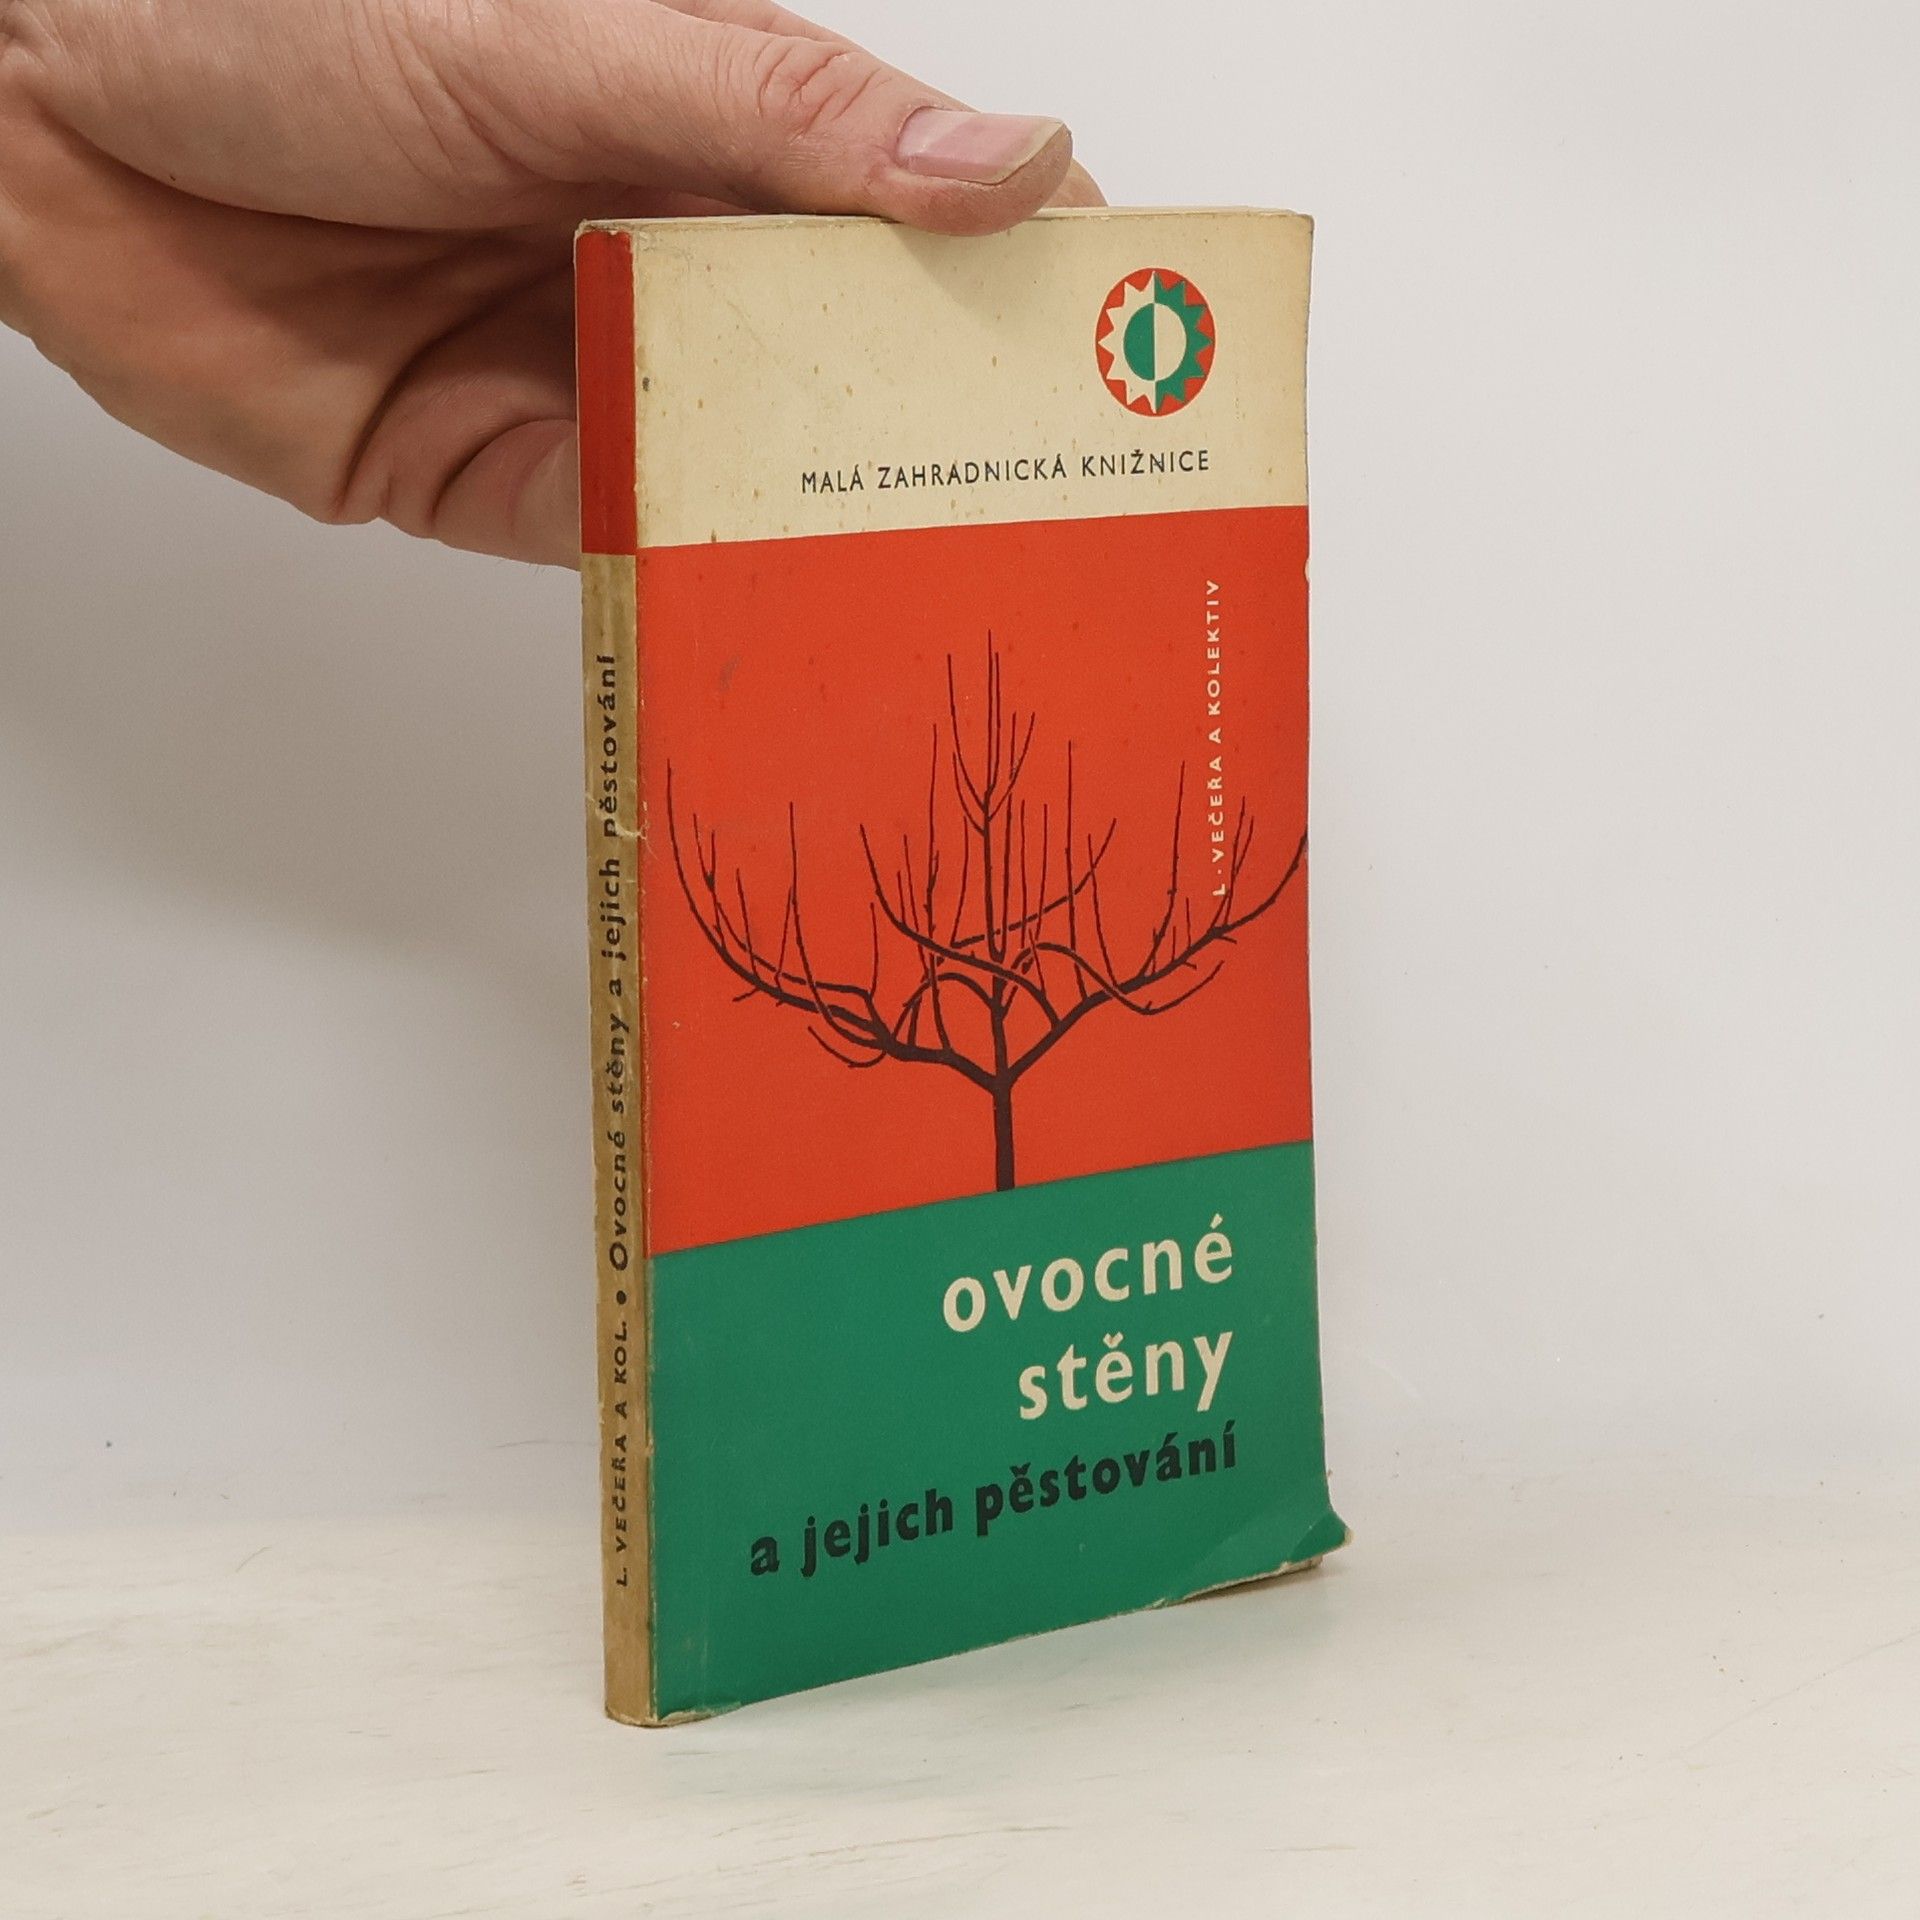 MALÁ ZAHRADNICKÁ KNIŽNICE
L. VEČEŘA A KOLEKTIV
ovocné
stěny
a jejich pěstování
L. VEČEŘA A KOL. • Ovocné stěny a jejich pěstování